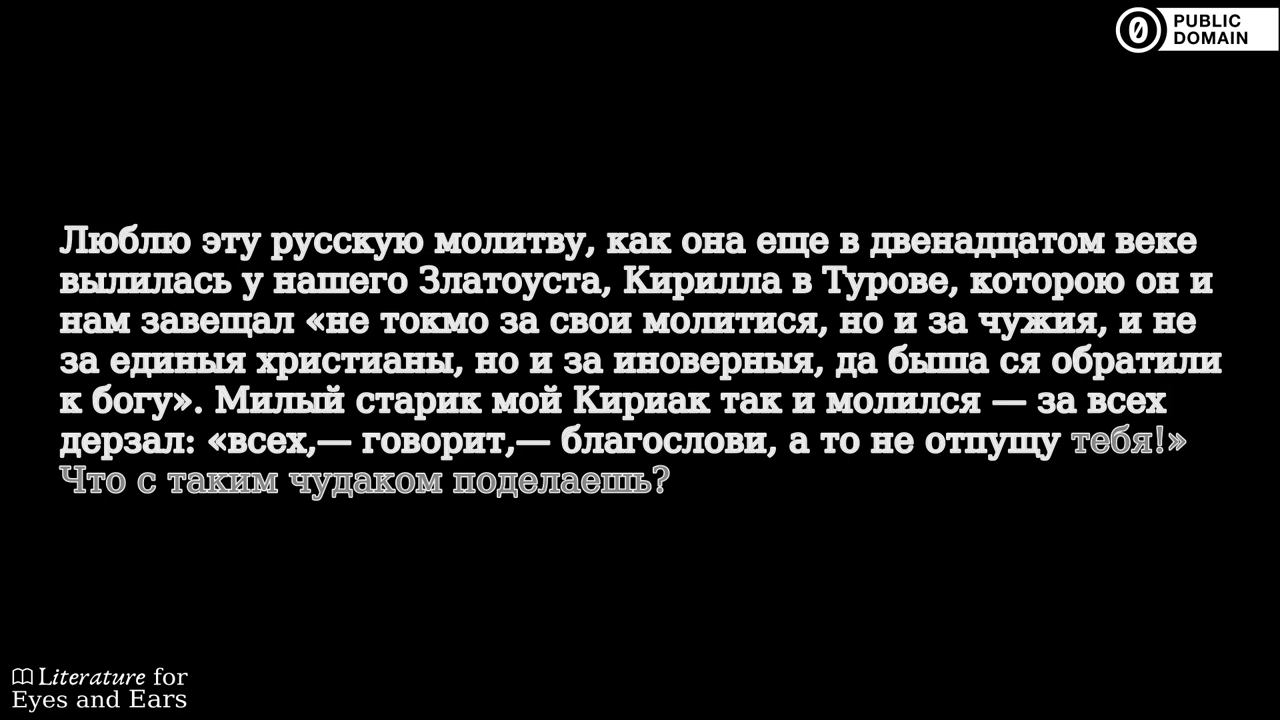 PUBLIC
DOMAIN
Люблю эту русскую молитву, как она еще в двенадцатом веке
вылилась у нашего Златоуста, Кирилла в Турове, которою он и
нам завещал «не токмо за свои молитися, но и за чужия, и не
за единыя христианы, но и за иноверныя, да быша ся обратили
к богу». Милый старик мой Кириак так и молился — за всех
дерзал: «всех,— говорит,— благослови, а то не отпущу тебя!»
Что с таким чудаком поделаешь?
Literature for
Eyes and Ears